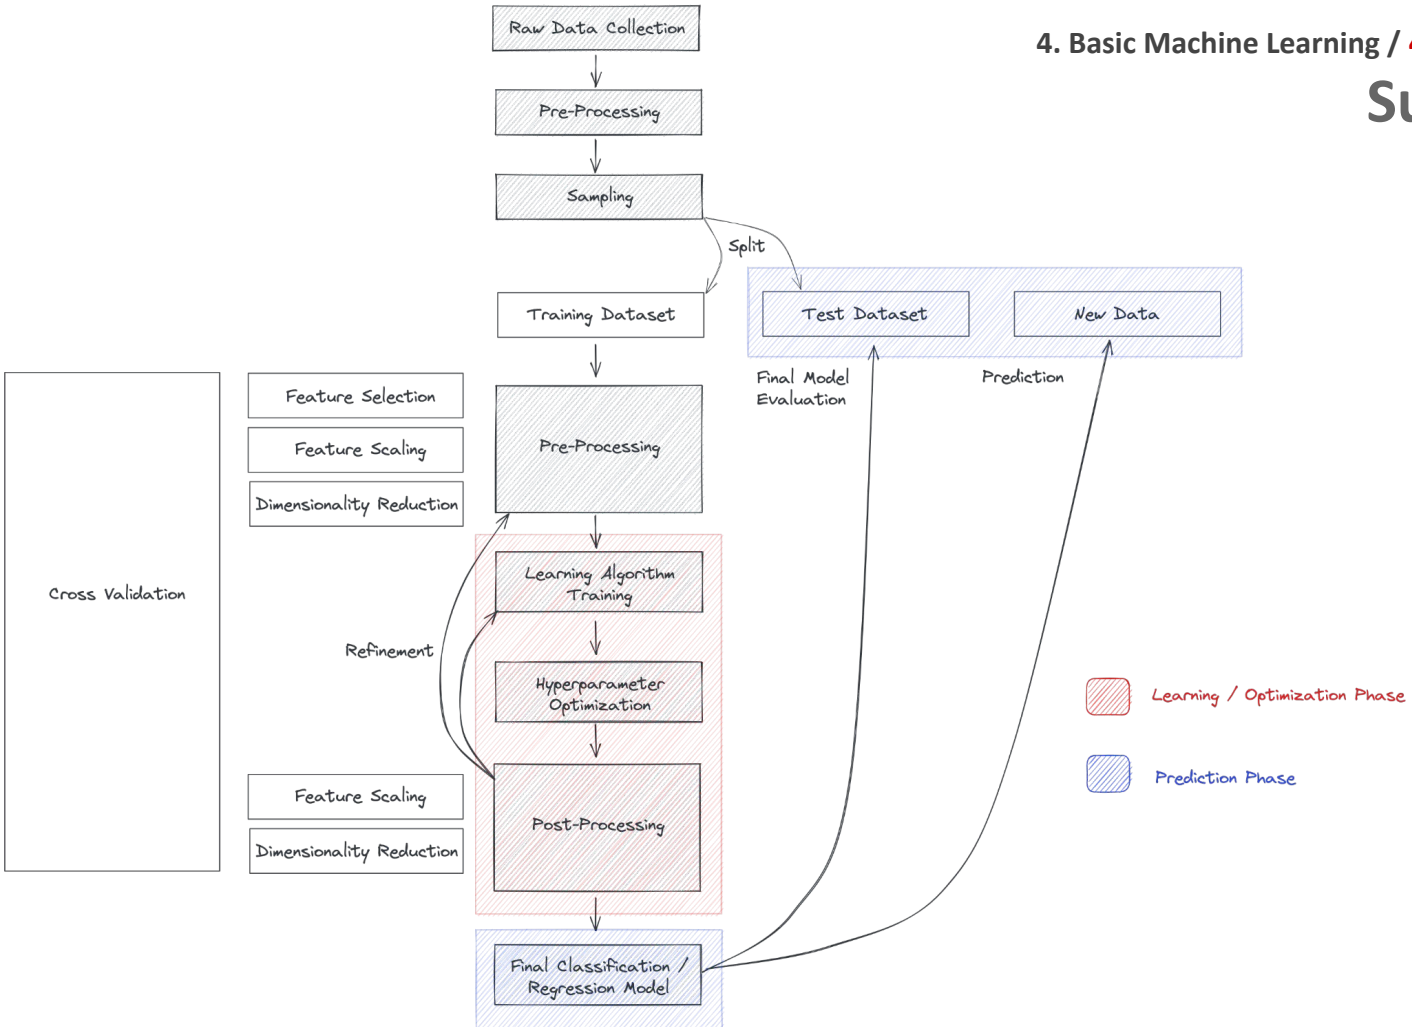 Raw Data Collection
4. Basic Machine Learning /
Su
Pre-Processing
Sampling
Split
Training Dataset
Test Dataset
New Data
Final Model
Evaluation
Prediction
Feature Selection
Feature Scaling
Dimensionality Reduction
Pre-Processing
Cross Validation
Learning Algorithm
Training
Refinement
Hyperparameter
Optimization
Learning / Optimization Phase
Prediction Phase
Feature Scaling
Dimensionality Reduction
Post-Processing
Final Classification /
Regression Model